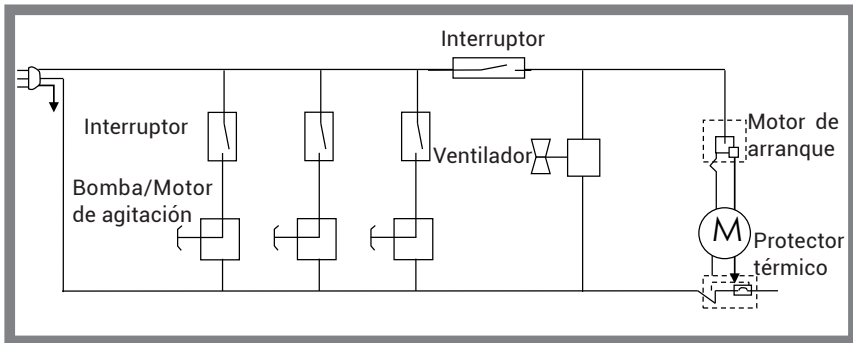 Interruptor
Interruptor
Ventilador
Motor de
arranque
Bomba/Motor
de agitación
M
Protector
térmico